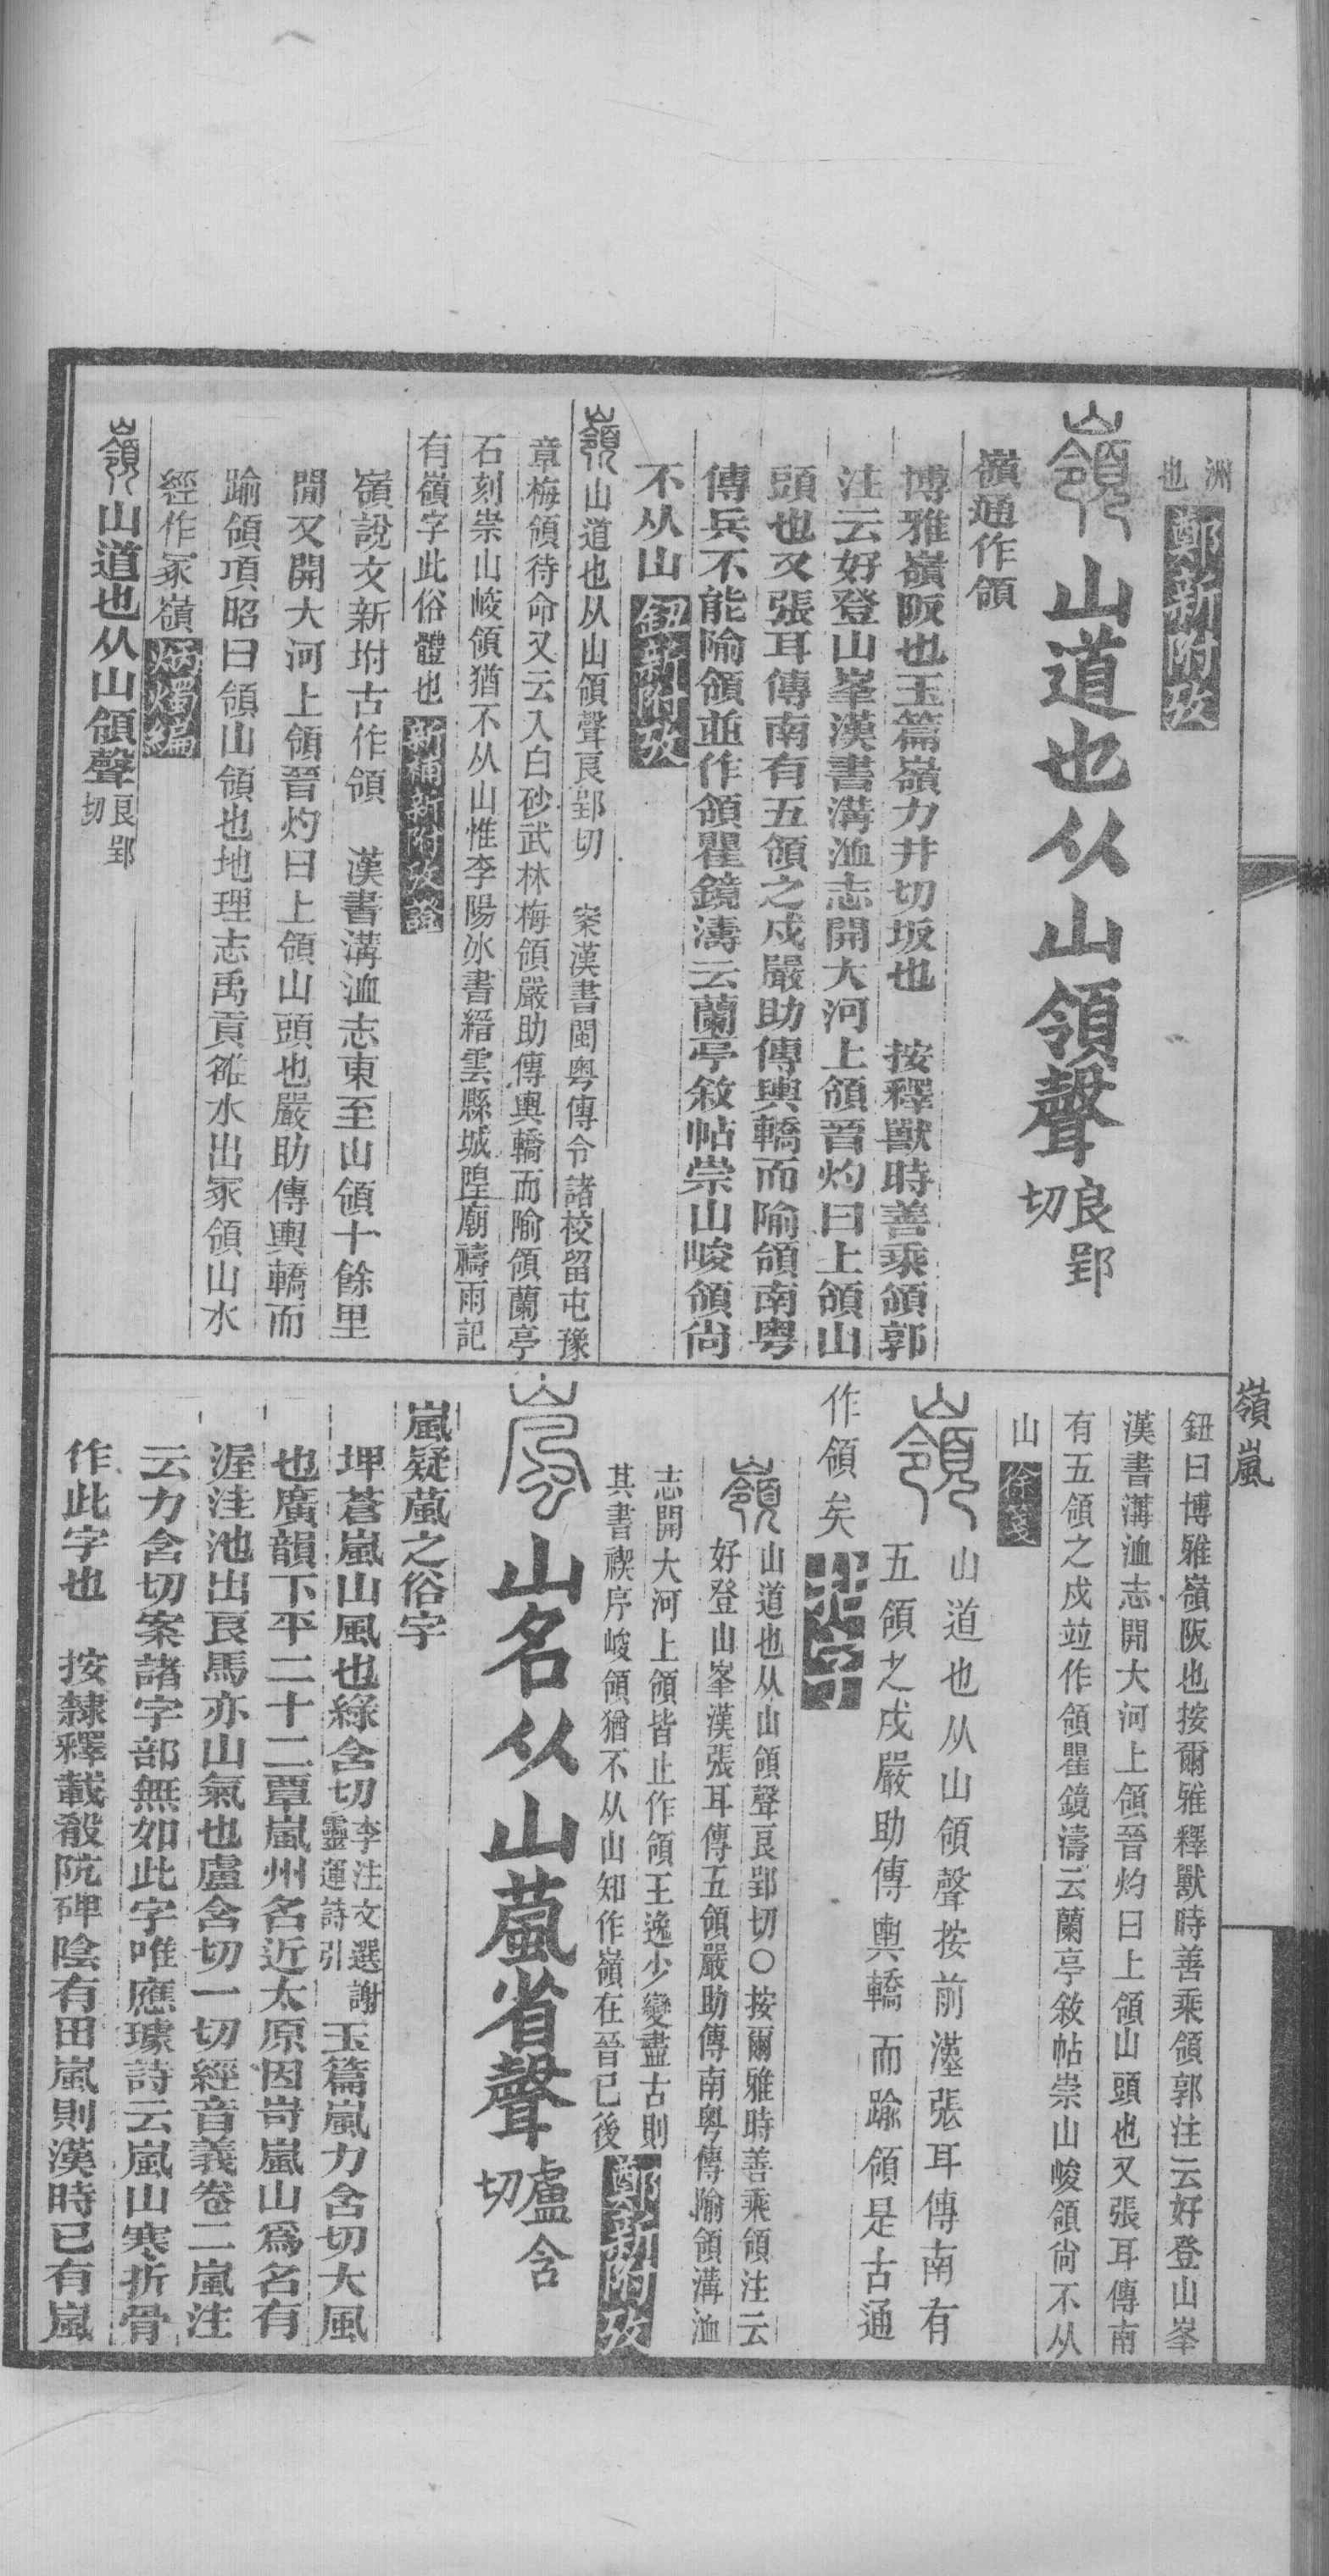 嶺嵐
洲
也
鄭新附攷
嶺 山道也从山領聲 良郢切
嶺通作領
博雅嶺阪也玉篇嶺力井切坂也 按釋獸時善乘領郭
注云好登山峯漢書溝洫志開大河上領晉灼曰上領山
頭也又張耳傳南有五領之戍嚴助傳輿轎而隃領南粵
傳兵不能隃領並作領瞿鏡濤云蘭亭敘帖崇山峻領尙
不从山 鈕新附攷
嶺 山道也从山領聲良郢切 案漢書閩粤傳令諸校留屯豫
章梅領待命又云入白砂武林梅領嚴助傳輿轎而隃領蘭亭
石刻崇山峻領猶不从山惟李陽冰書縉雲縣城隍廟禱雨記
有嶺字此俗體也 新補新附攷證
嶺說文新坿古作領 漢書溝洫志東至山領十餘里
閒又開大河上領晉灼曰上領山頭也嚴助傳輿轎而
踰領項昭曰領山領也地理志禹貢雒水出冢領山水
經作冢嶺 炳燭編
嶺 山道也从山領聲 良郢切
鈕曰博雅嶺阪也按爾雅釋獸時善乘領郭注云好登山峯
漢書溝洫志開大河上領晉灼曰上領山頭也又張耳傳南
有五領之戍竝作領瞿鏡濤云蘭亭敘帖崇山峻領尙不从
山 徐箋
嶺 山道也从山領聲按前漢張耳傳南有
五領之戍嚴助傳輿轎而踰領是古通
作領矣
嶺 山道也从山領聲良郢切○按爾雅時善乘領注云
好登山峯漢張耳傳五領嚴助傳南粤傳隃領溝洫
志開大河上領皆止作領王逸少變盡古則
其書禊序峻領猶不从山知作嶺在晉已後 鄭新附攷
嵐 山名从山葻省聲 盧含切
嵐疑葻之俗字
埤蒼嵐山風也綠含切 李注文選謝靈運詩引 玉篇嵐力含切大風
也廣韻下平二十二覃嵐州名近太原因岢嵐山爲名有
渥洼池出良馬亦山氣也盧含切一切經音義卷二嵐注
云力含切案諸字部無如此字唯應璩詩云嵐山寒折骨
作此字也 按隸釋載殽阬碑陰有田嵐則漢時已有嵐